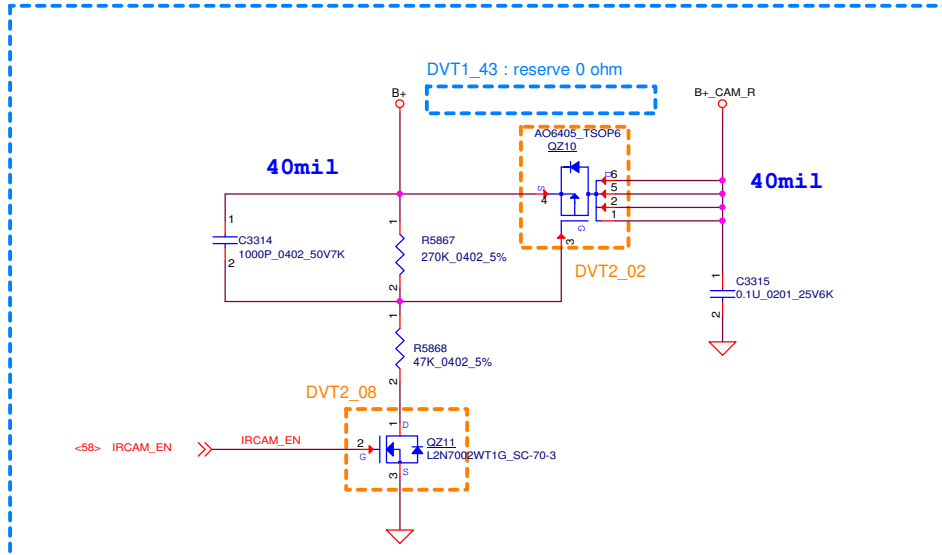 DVT1_43 : reserve 0 ohm
B+
B+_CAM_R
AO6405_TSOP6
QZ10
40mil
40mil
S
4
D
6
5
2
1
G
3
1
C3314
1000P_0402_50V7K
2
1
R5867
270K_0402_5%
2
DVT2_02
1
C3315
0.1U_0201_25V6K
2
1
R5868
47K_0402_5%
2
DVT2_08
1
D
<58> IRCAM_EN
IRCAM_EN
2
G
QZ11
L2N7002WT1G_SC-70-3
3
S